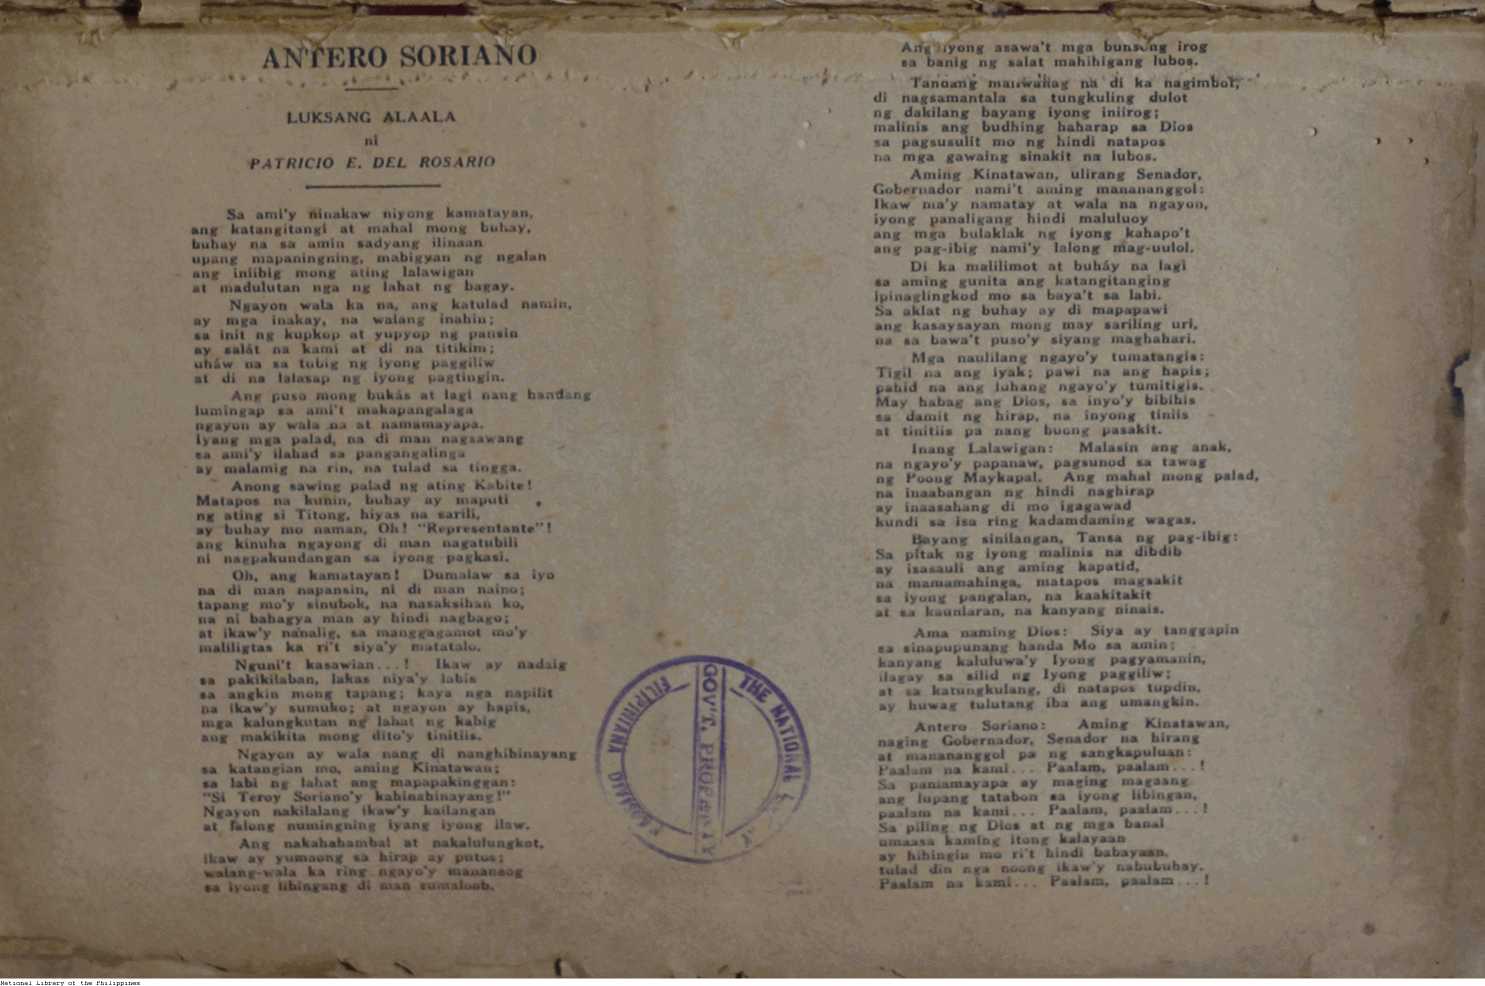 ANTERO SORIANO
LUKSANG ALAALA
ni
PATRICIO E. DEL ROSARIO
Sa ami'y ninakaw niyong kamatayan,
ang katangitangi at mahal mong buhay,
buhay na sa amin sadyang ilinaan
upang mapaningning, mabigyan ng ngalan
ang iniibig mong ating lalawigan
at madulutan nga ng lahat ng bagay.
Ngayon wala ka na, ang katulad namin,
ay mga inakay, na walang inahin;
sa init ng kupkop at yupyop ng pansin
ay salát na kami at di na titikim;
uháw na sa tubig ng iyong paggiliw
at di na lalasap ng iyong pagtingin.
Ang puso mong bukás at lagi nang handang
lumingap sa ami't makapangalaga
ngayon ay wala na at namamayapa.
Iyang mga palad, na di man nagsawang
sa ami'y ilahad sa pangangalinga
ay malamig na rin, na tulad sa tingga.
Anong sawing palad ng ating Kabite!
Matapos na kunin, buhay ay maputi
ng ating si Titong, hiyas na sarili,
ay buhay mo naman, Oh! "Representante"!
ang kinuha ngayong di man nagatubili
ni nagpakundangan sa iyong pagkasi.
Oh, ang kamatayan! Dumalaw sa iyo
na di man napansin, ni di man naino;
tapang mo'y sinubok, na nasaksihan ko,
na ni bahagya man ay hindi nagbago;
at ikaw'y nanalig, sa manggagamot mo'y
maliligtas ka ri't siya'y matatalo.
Nguni't kasawian...! Ikaw ay nadaig
sa pakikilaban, lakas niya'y labis
sa angkin mong tapang; kaya nga napilit
na ikaw'y sumuko; at ngayon ay hapis,
mga kalungkutan ng lahat ng kabig
ang makikita mong dito'y tinitiis.
Ngayon ay wala nang di nanghihinayang
sa katangian mo, aming Kinatawan;
sa labi ng lahat ang mapapakinggan:
"Si Teroy Soriano'y kahinahinayang!"
Ngayon nakilalang ikaw'y kailangan
at lalong numingning iyang iyong ilaw.
Ang nakahahambal at nakalulungkot,
ikaw ay yumaong sa hirap ay putos;
walang-wala ka ring ngayo'y mananaog
sa iyong libingang di man sumaloob.
Ang iyong asawa't mga bunsong irog
sa banig ng salat mahihigang lubos.
Tandang maliwanag na di ka nagimbot,
di nagsamantala sa tungkuling dulot
ng dakilang bayang iyong iniirog;
malinis ang budhing haharap sa Dios
sa pagsusulit mo ng hindi natapos
na mga gawaing sinakit na lubos.
Aming Kinatawan, ulirang Senador,
Gobernador nami't aming manananggol:
Ikaw ma'y namatay at wala na ngayon,
iyong panaligang hindi maluluoy
ang mga bulaklak ng iyong kahapo't
ang pag-ibig nami'y lalong mag-uulol.
Di ka malilimot at buháy na lagi
sa aming gunita ang katangitanging
ipinaglingkod mo sa baya't sa lahi.
Sa aklat ng buhay ay di mapapawi
ang kasaysayan mong may sariling uri,
na sa bawa't puso'y siyang maghahari.
Mga naulilang ngayo'y tumatangis:
Tigil na ang iyak; pawi na ang hapis;
pahid na ang luhang ngayo'y tumitigis.
May habag ang Dios, sa inyo'y bibihis
sa damit ng hirap, na inyong tiniis
at tinitiis pa nang buong pasakit.
Inang Lalawigan: Malasin ang anak,
na ngayo'y papanaw, pagsunod sa tawag
ng Poong Maykapal. Ang mahal mong palad,
na inaabangan ng hindi naghirap
ay inaasahang di mo igagawad
kundi sa isa ring kadamdaming wagas.
Bayang sinilangan, Tansa ng pag-ibig:
Sa pitak ng iyong malinis na dibdib
ay isasauli ang aming kapatid,
na mamamahinga, matapos magsakit
sa iyong pangalan, na kaakitakit
at sa kaunlaran, na kanyang ninais.
Ama naming Dios: Siya ay tanggapin
sa sinapupunang handa Mo sa amin;
kanyang kaluluwa'y Iyong pagyamanin,
ilagay sa silid ng Iyong paggiliw;
at sa katungkulang, di natapos tupdin,
ay huwag tulutang iba ang umangkin.
Antero Soriano: Aming Kinatawan,
naging Gobernador, Senador na hirang
at manananggol pa ng sangkapuluan:
Paalam na kami... Paalam, paalam...!
Sa paniamayapa ay maging magaang
ang lupang tatabon sa iyong libingan,
paalam na kami... Paalam, paalam...!
Sa piling ng Dios at ng mga banal
umaasa kaming itong kalayaan
ay hihingin mo ri't hindi babayaan,
tulad din nga noong ikaw'y nabubuhay.
Paalam na kami... Paalam, paalam...!
THE NATIONAL
FILIPINIANA
GOV'T. PROPERTY
National Library of the Philippines